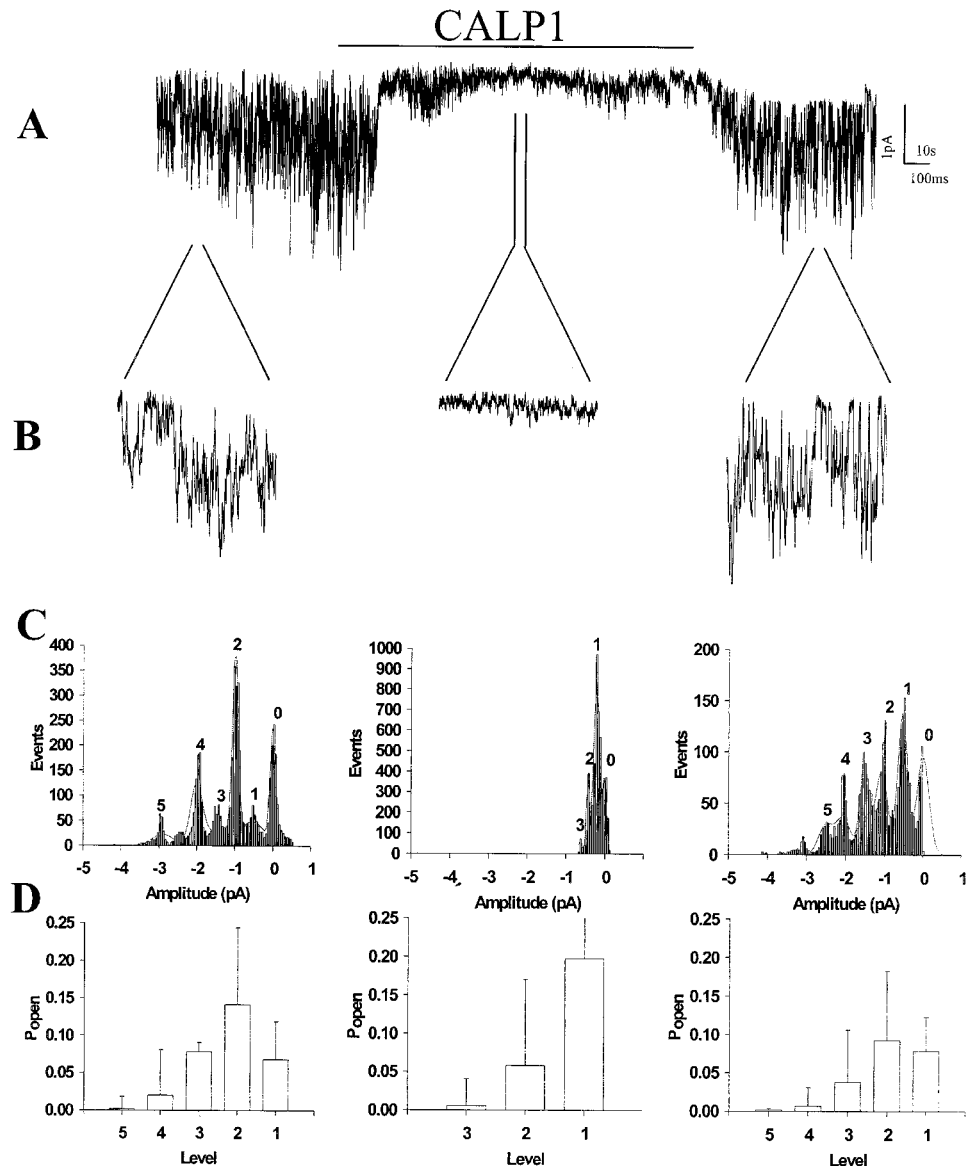 CALP1
A
1pA
10s
100ms
B
C
400
350
300
250
200
150
100
50
0
Events
2
0
4
5
3
1
-5 -4 -3 -2 -1 0 1
Amplitude (pA)
1000
900
800
700
600
500
400
300
200
100
0
Events
1
2
0
3
-5 -4 -3 -2 -1 0 1
Amplitude (pA)
200
150
100
50
0
Events
1
2
0
3
4
5
-5 -4 -3 -2 -1 0 1
Amplitude (pA)
D
0.25
0.20
0.15
0.10
0.05
0.00
Popen
5 4 3 2 1
Level
0.25
0.20
0.15
0.10
0.05
0.00
Popen
3 2 1
Level
0.25
0.20
0.15
0.10
0.05
0.00
Popen
5 4 3 2 1
Level